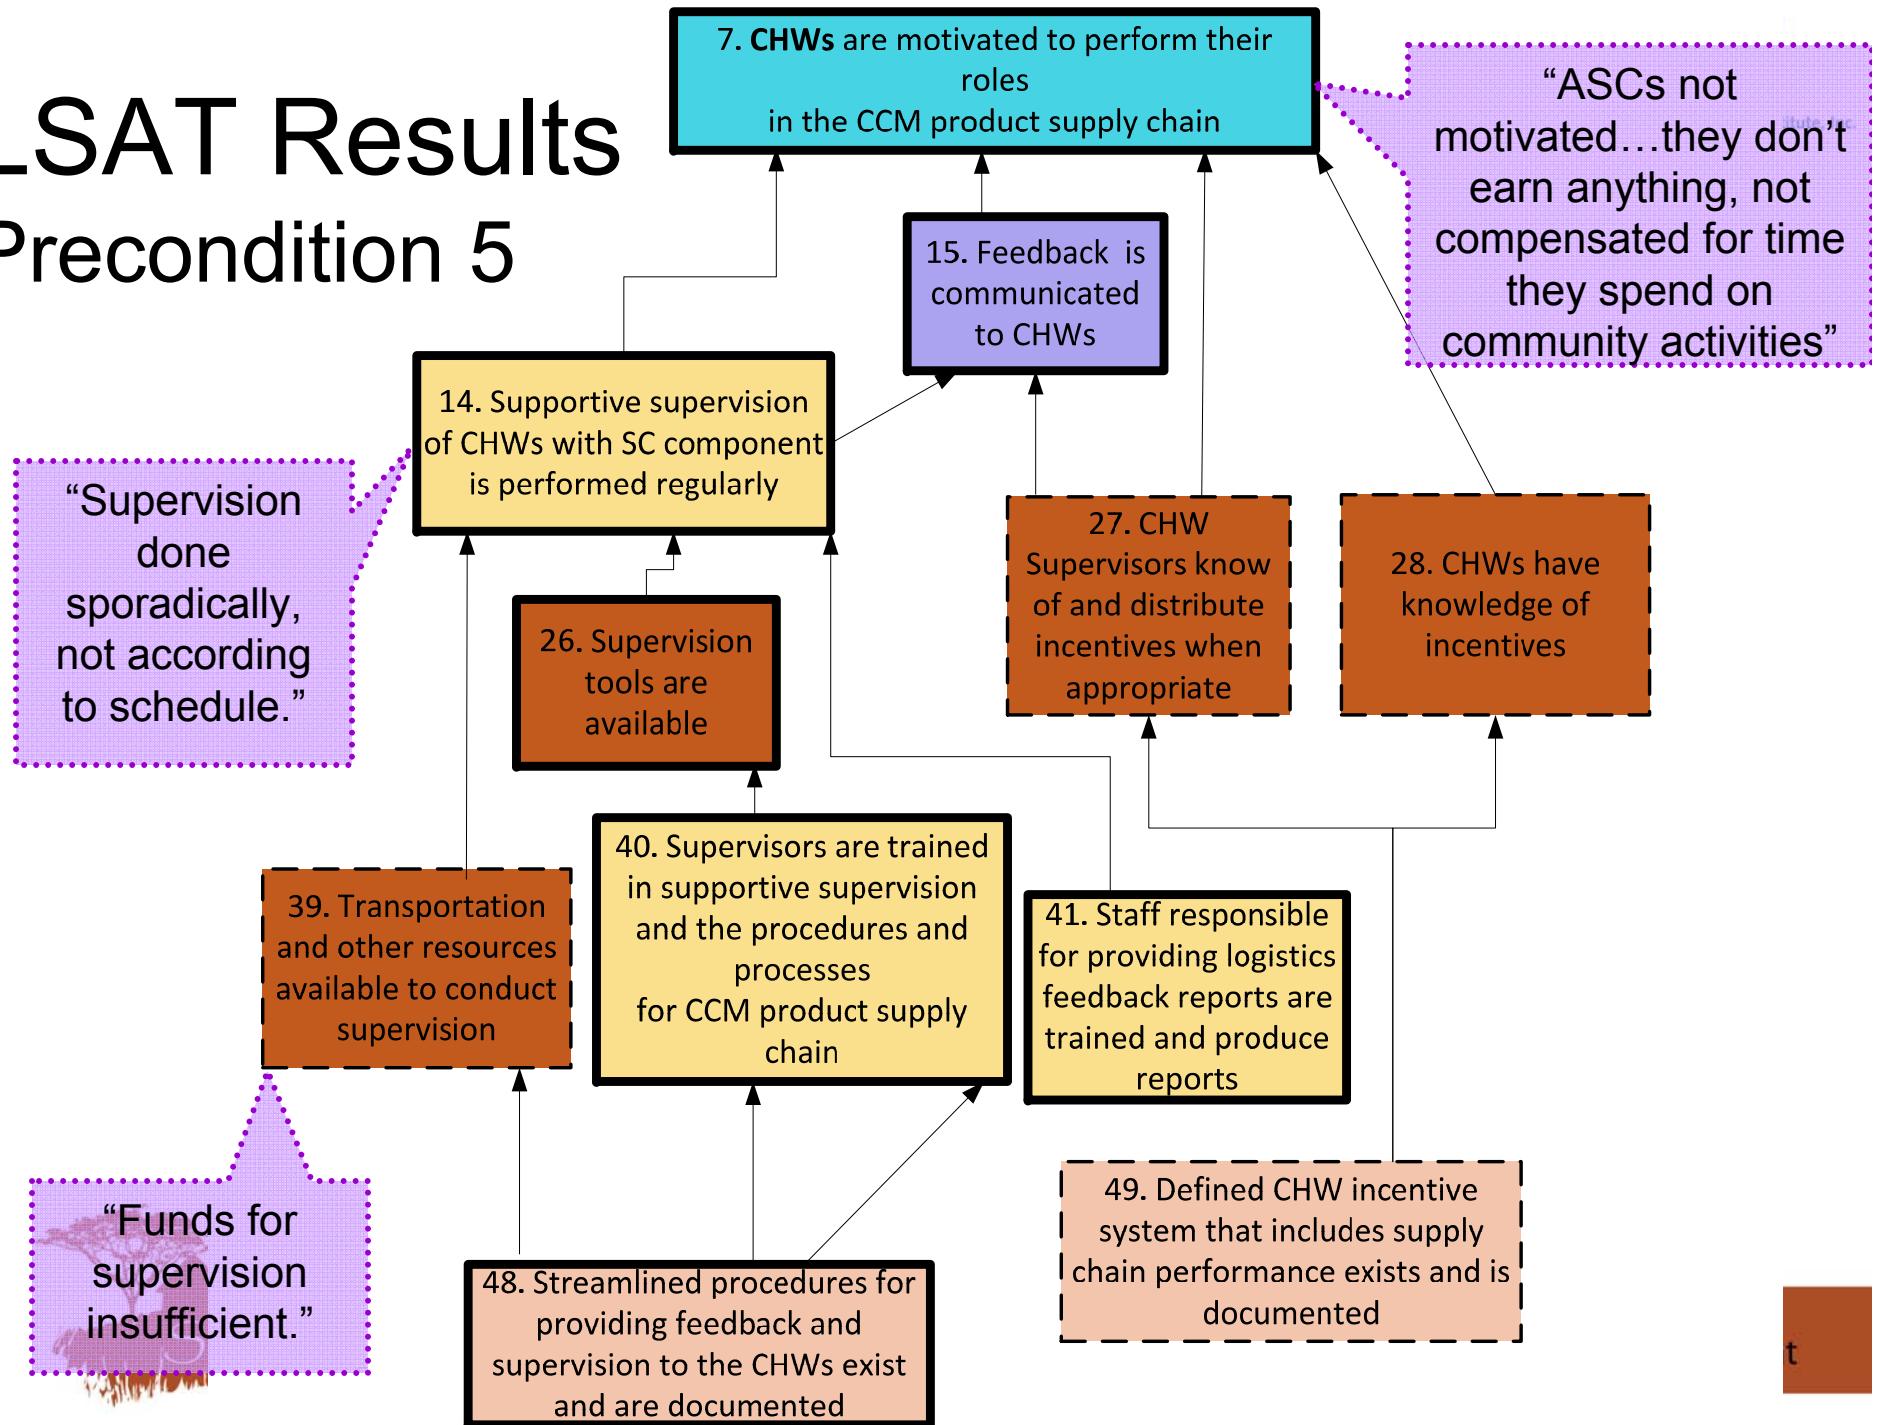 LSAT Results
Precondition 5
7. CHWs are motivated to perform their
roles
in the CCM product supply chain
“ASCs not
motivated…they don’t
earn anything, not
compensated for time
they spend on
community activities”
15. Feedback is
communicated
to CHWs
14. Supportive supervision
of CHWs with SC component
is performed regularly
“Supervision
done
sporadically,
not according
to schedule.”
27. CHW
Supervisors know
of and distribute
incentives when
appropriate
28. CHWs have
knowledge of
incentives
26. Supervision
tools are
available
40. Supervisors are trained
in supportive supervision
and the procedures and
processes
for CCM product supply
chain
39. Transportation
and other resources
available to conduct
supervision
41. Staff responsible
for providing logistics
feedback reports are
trained and produce
reports
“Funds for
supervision
insufficient.”
48. Streamlined procedures for
providing feedback and
supervision to the CHWs exist
and are documented
49. Defined CHW incentive
system that includes supply
chain performance exists and is
documented
t